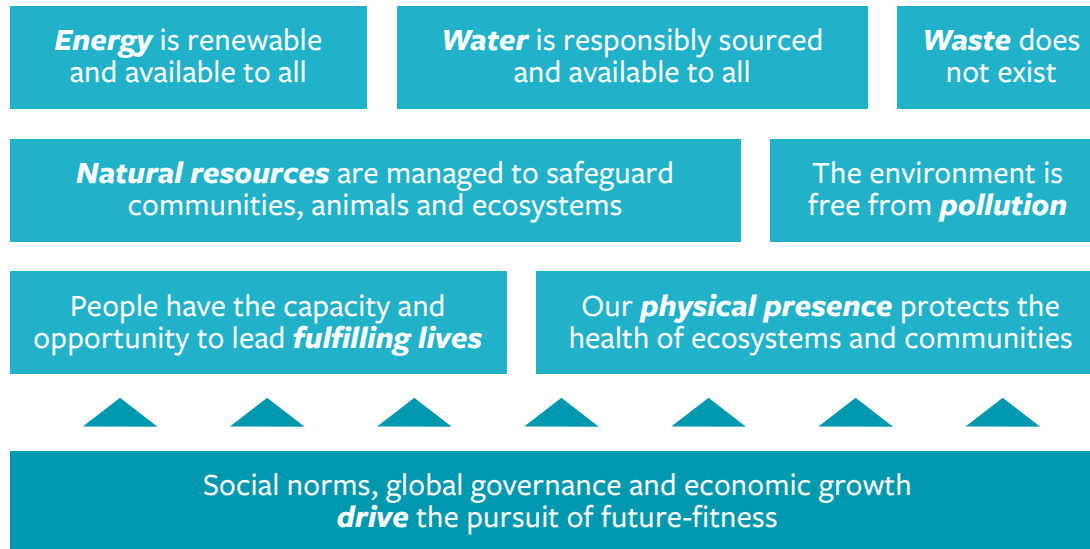 Energy is renewable
and available to all
Water is responsibly sourced
and available to all
Waste does
not exist
Natural resources are managed to safeguard
communities, animals and ecosystems
The environment is
free from pollution
People have the capacity and
opportunity to lead fulfilling lives
Our physical presence protects the
health of ecosystems and communities
Social norms, global governance and economic growth
drive the pursuit of future-fitness